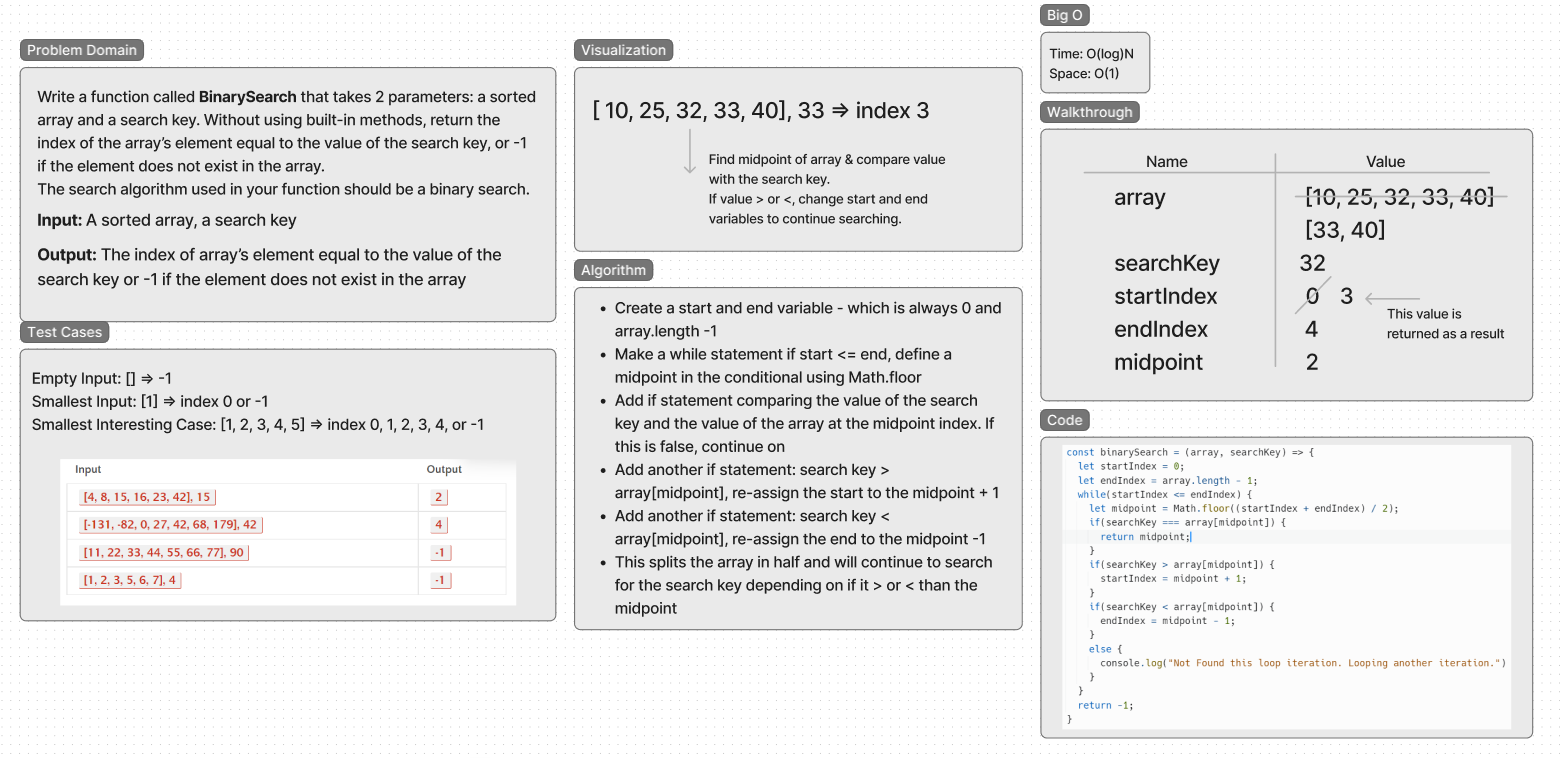 Problem Domain
Write a function called BinarySearch that takes 2 parameters: a sorted
array and a search key. Without using built-in methods, return the
index of the array's element equal to the value of the search key, or -1
if the element does not exist in the array.
The search algorithm used in your function should be a binary search.
Input: A sorted array, a search key
Output: The index of array's element equal to the value of the
search key or -1 if the element does not exist in the array
Test Cases
Empty Input: [] => -1
Smallest Input: [1] => index 0 or -1
Smallest Interesting Case: [1, 2, 3, 4, 5] => index 0, 1, 2, 3, 4, or -1
Input Output
[4, 8, 15, 16, 23, 42], 15 2
[-131, -82, 0, 27, 42, 68, 179], 42 4
[11, 22, 33, 44, 55, 66, 77], 90 -1
[1, 2, 3, 5, 6, 7], 4 -1
Visualization
[ 10, 25, 32, 33, 40], 33 => index 3
Find midpoint of array & compare value
with the search key.
If value > or <, change start and end
variables to continue searching.
Algorithm
• Create a start and end variable - which is always 0 and
array.length -1
• Make a while statement if start <= end, define a
midpoint in the conditional using Math.floor
• Add if statement comparing the value of the search
key and the value of the array at the midpoint index. If
this is false, continue on
• Add another if statement: search key >
array[midpoint], re-assign the start to the midpoint + 1
• Add another if statement: search key <
array[midpoint], re-assign the end to the midpoint -1
• This splits the array in half and will continue to search
for the search key depending on if it > or < than the
midpoint
Big O
Time: O(log)N
Space: O(1)
Walkthrough
Name Value
array [10, 25, 32, 33, 40]
[33, 40]
searchKey 32
startIndex 0 3
This value is
returned as a result
endIndex 4
midpoint 2
Code
const binarySearch = (array, searchKey) => {
let startIndex = 0;
let endIndex = array.length - 1;
while(startIndex <= endIndex) {
let midpoint = Math.floor((startIndex + endIndex) / 2);
if(searchKey === array[midpoint]) {
return midpoint;
}
if(searchKey > array[midpoint]) {
startIndex = midpoint + 1;
}
if(searchKey < array[midpoint]) {
endIndex = midpoint - 1;
}
else {
console.log("Not Found this loop iteration. Looping another iteration.")
}
}
return -1;
}